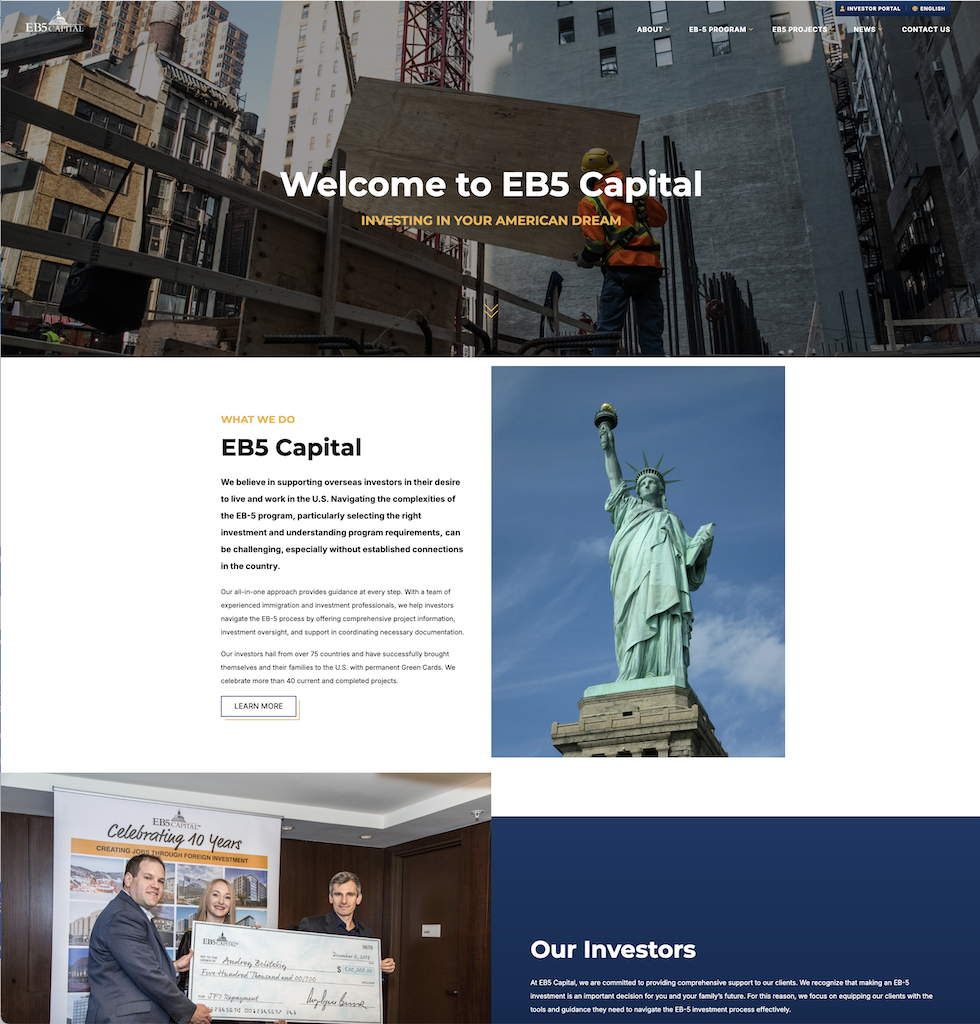 INVESTOR PORTAL
ENGLISH
EB5 CAPITAL
ABOUT
EB-5 PROGRAM
EB5 PROJECTS
NEWS
CONTACT US
Welcome to EB5 Capital
INVESTING IN YOUR AMERICAN DREAM
WHAT WE DO
EB5 Capital
We believe in supporting overseas investors in their desire
to live and work in the U.S. Navigating the complexities of
the EB-5 program, particularly selecting the right
investment and understanding program requirements, can
be challenging, especially without established connections
in the country.
Our all-in-one approach provides guidance at every step. With a team of
experienced immigration and investment professionals, we help investors
navigate the EB-5 process by offering comprehensive project information,
investment oversight, and support in coordinating necessary documentation.
Our investors hail from over 75 countries and have successfully brought
themselves and their families to the U.S. with permanent Green Cards. We
celebrate more than 40 current and completed projects.
LEARN MORE
EB5 CAPITAL
Celebrating 10 Years
CREATING JOBS THROUGH FOREIGN INVESTMENT
EB5 CAPITAL
5678
PAY TO THE
ORDER OF
$ 500,000.00
Five Hundred Thousand and 00/100
FOR JF1 Repayment
Our Investors
At EB5 Capital, we are committed to providing comprehensive support to our clients. We recognize that making an EB-5
investment is an important decision for you and your family's future. For this reason, we focus on equipping our clients with the
tools and guidance they need to navigate the EB-5 investment process effectively.